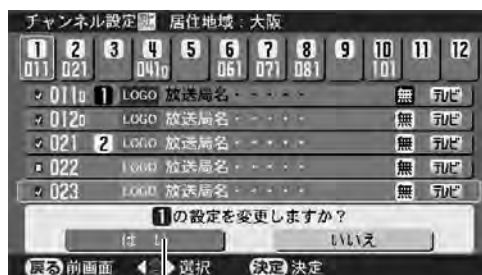 チャンネル設定 居住地域：大阪
1 2 3 4 5 6 7 8 9 10 11 12
011 021 041₀ 061 071 081 101
011₀ 1 LOGO 放送局名・・・・・ 無 テレビ
012₀ LOGO 放送局名・・・・・ 無 テレビ
021 2 LOGO 放送局名・・・・・ 無 テレビ
022 LOGO 放送局名・・・・・ 無 テレビ
023 LOGO 放送局名・・・・・ 無 テレビ
1の設定を変更しますか？
はい いいえ
戻る 前画面 選択 決定 決定